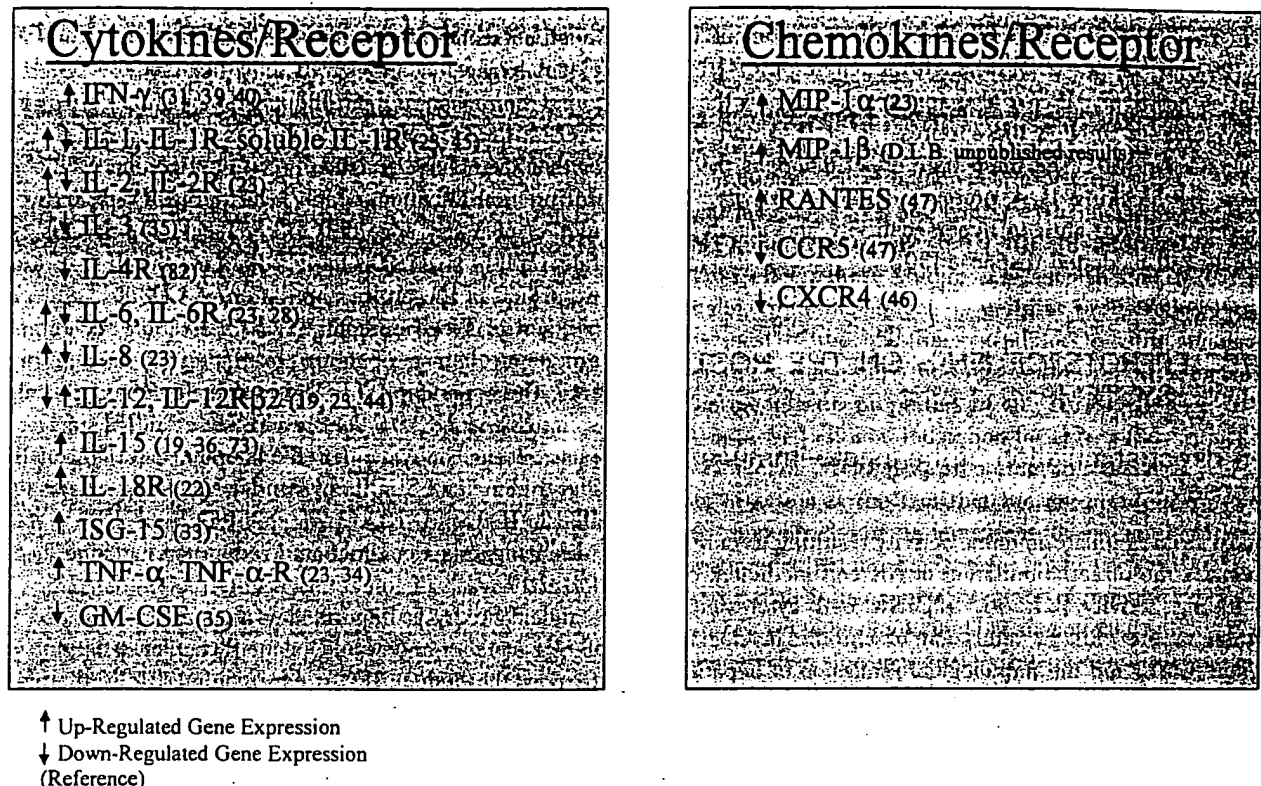 Cytokines/Receptor
↑ IFN-γ (31, 39, 40)
↑↓ IL-1, IL-1R, soluble IL-1R (25, 45)
↑↓ IL-2, IL-2R (23)
↓ IL-3 (35)
↓ IL-4R (82)
↑↓ IL-6, IL-6R (23, 28)
↑↓ IL-8 (23)
↓↑ IL-12, IL-12Rβ2 (19, 23, 44)
↑ IL-15 (19, 36, 73)
↑ IL-18R (22)
↑ ISG-15 (33)
↑ TNF-α, TNF-α-R (23, 34)
↓ GM-CSF (35)
Chemokines/Receptor
↑ MIP-1α (23)
↑ MIP-1β (D.L.B. unpublished results)
↑ RANTES (47)
↓ CCR5 (47)
↓ CXCR4 (46)
↑ Up-Regulated Gene Expression
↓ Down-Regulated Gene Expression
(Reference)